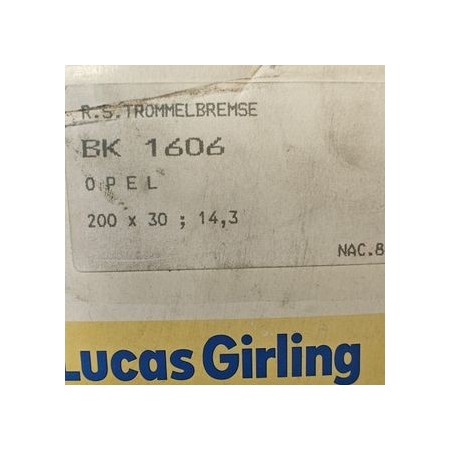 R.S.TROMMELBREMSE
BK 1606
OPEL
200 x 30 ; 14,3
NAC.8
Lucas Girling